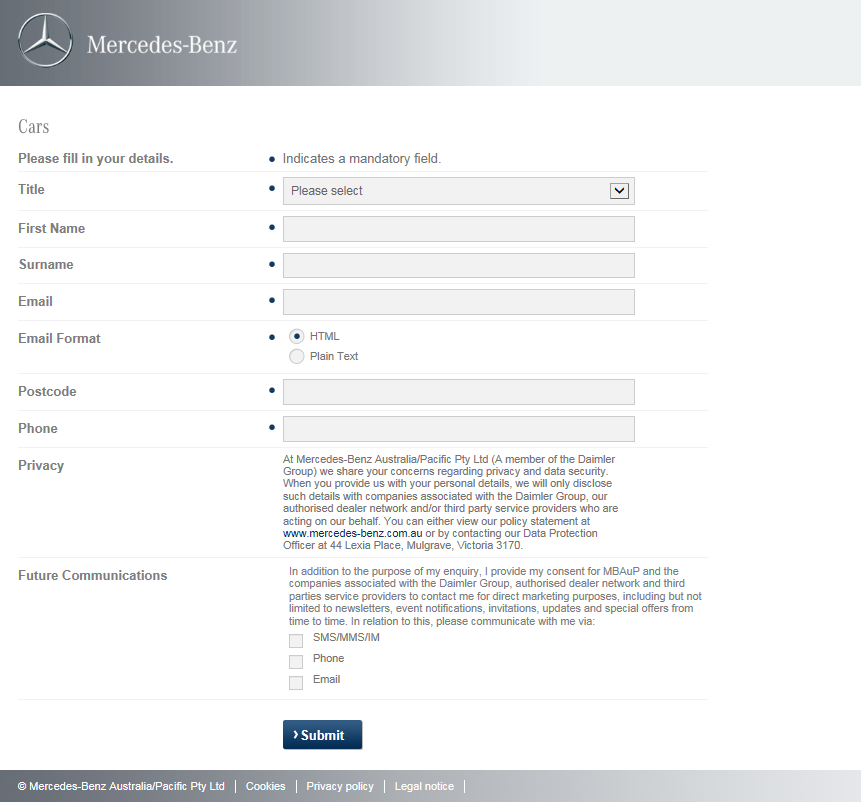 Mercedes-Benz
Cars
Please fill in your details.
• Indicates a mandatory field.
Title
• Please select
First Name
•
Surname
•
Email
•
Email Format
• HTML
Plain Text
Postcode
•
Phone
•
Privacy
At Mercedes-Benz Australia/Pacific Pty Ltd (A member of the Daimler
Group) we share your concerns regarding privacy and data security.
When you provide us with your personal details, we will only disclose
such details with companies associated with the Daimler Group, our
authorised dealer network and/or third party service providers who are
acting on our behalf. You can either view our policy statement at
www.mercedes-benz.com.au or by contacting our Data Protection
Officer at 44 Lexia Place, Mulgrave, Victoria 3170.
Future Communications
In addition to the purpose of my enquiry, I provide my consent for MBAuP and the
companies associated with the Daimler Group, authorised dealer network and third
parties service providers to contact me for direct marketing purposes, including but not
limited to newsletters, event notifications, invitations, updates and special offers from
time to time. In relation to this, please communicate with me via:
SMS/MMS/IM
Phone
Email
› Submit
© Mercedes-Benz Australia/Pacific Pty Ltd | Cookies | Privacy policy | Legal notice |